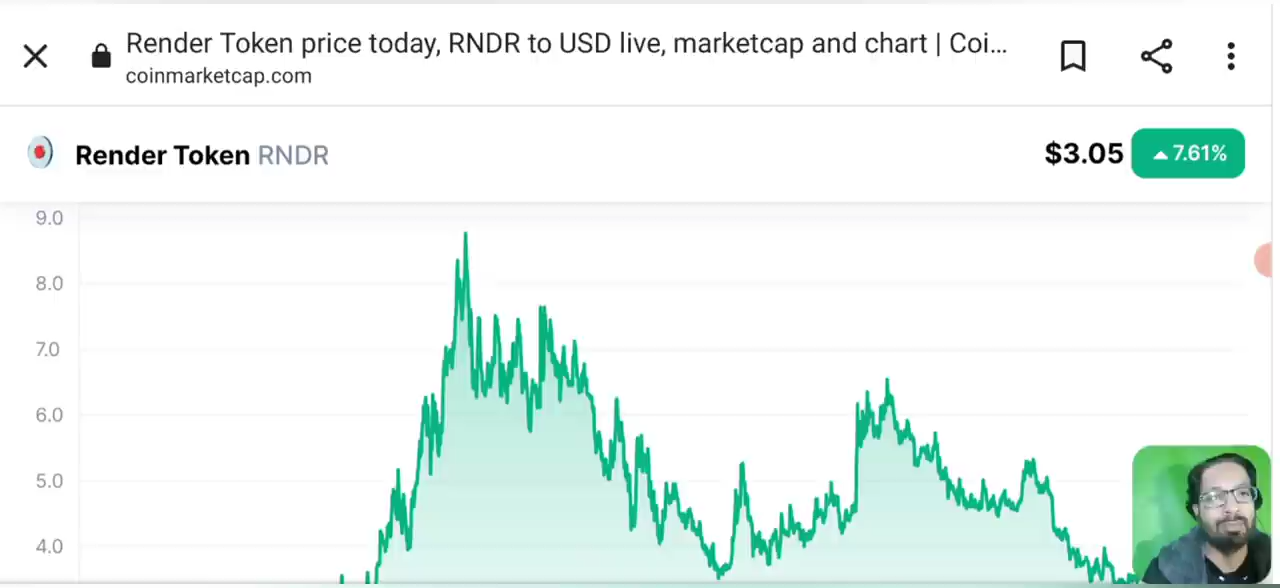 Render Token price today, RNDR to USD live, marketcap and chart | Coi...
coinmarketcap.com
Render Token RNDR
$3.05
7.61%
9.0
8.0
7.0
6.0
5.0
4.0